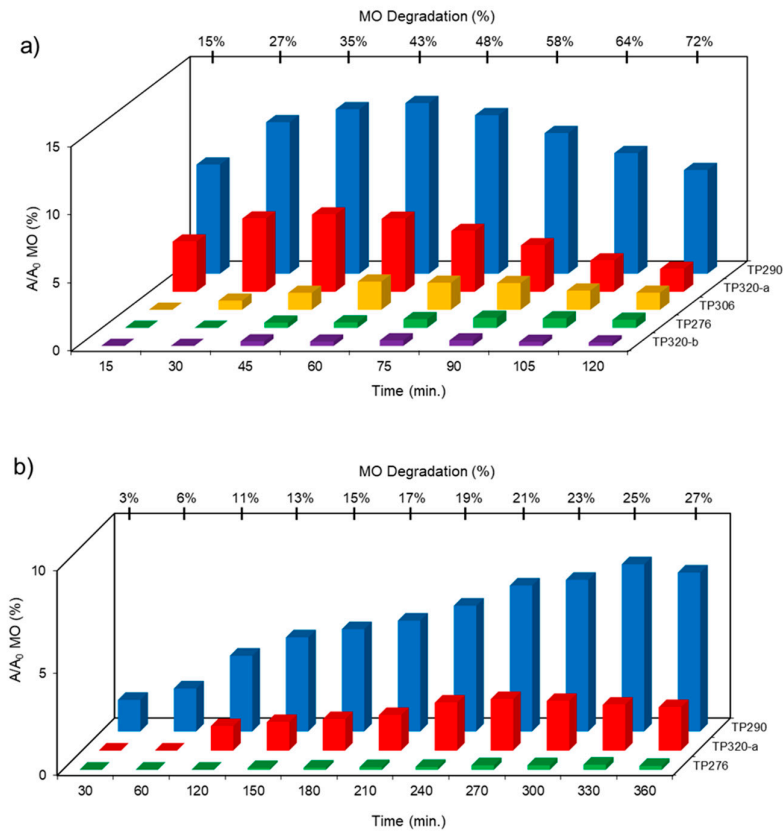 a)
MO Degradation (%)
15% 27% 35% 43% 48% 58% 64% 72%
15
10
5
0
A/A₀ MO (%)
TP290
TP320-a
TP306
TP276
TP320-b
15 30 45 60 75 90 105 120
Time (min.)
b)
MO Degradation (%)
3% 6% 11% 13% 15% 17% 19% 21% 23% 25% 27%
10
5
0
A/A₀ MO (%)
TP290
TP320-a
TP276
30 60 120 150 180 210 240 270 300 330 360
Time (min.)